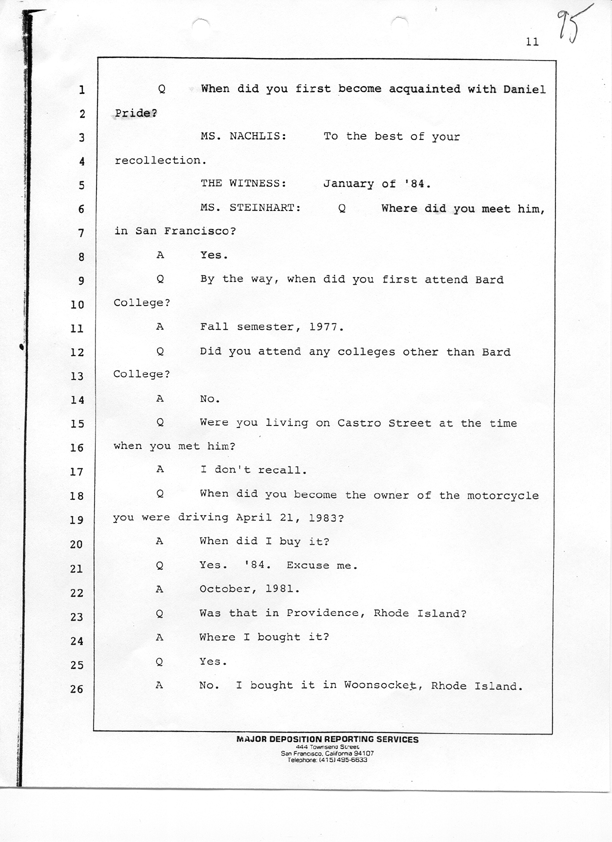 95
11
1 Q When did you first become acquainted with Daniel
2 Pride?
3 MS. NACHLIS: To the best of your
4 recollection.
5 THE WITNESS: January of '84.
6 MS. STEINHART: Q Where did you meet him,
7 in San Francisco?
8 A Yes.
9 Q By the way, when did you first attend Bard
10 College?
11 A Fall semester, 1977.
12 Q Did you attend any colleges other than Bard
13 College?
14 A No.
15 Q Were you living on Castro Street at the time
16 when you met him?
17 A I don't recall.
18 Q When did you become the owner of the motorcycle
19 you were driving April 21, 1983?
20 A When did I buy it?
21 Q Yes. '84. Excuse me.
22 A October, 1981.
23 Q Was that in Providence, Rhode Island?
24 A Where I bought it?
25 Q Yes.
26 A No. I bought it in Woonsocket, Rhode Island.
MAJOR DEPOSITION REPORTING SERVICES
444 Townsend Street
San Francisco, California 94107
Telephone: (415) 495-6633